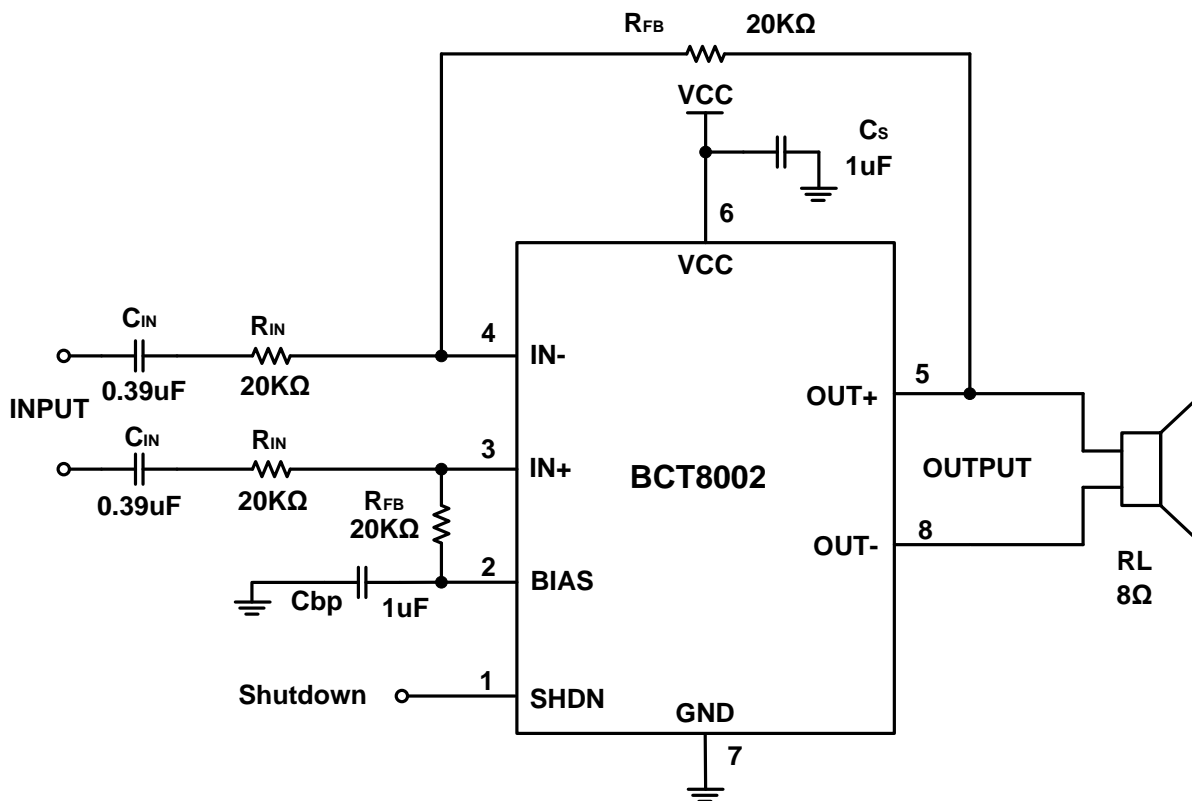 RFB 20KΩ
VCC
CS
1uF
6
VCC
CIN
RIN
4
IN-
0.39uF
20KΩ
5
OUT+
INPUT
CIN
RIN
3
IN+
BCT8002
OUTPUT
0.39uF
20KΩ
RFB
20KΩ
8
OUT-
2
BIAS
RL
8Ω
Cbp
1uF
Shutdown
1
SHDN
GND
7